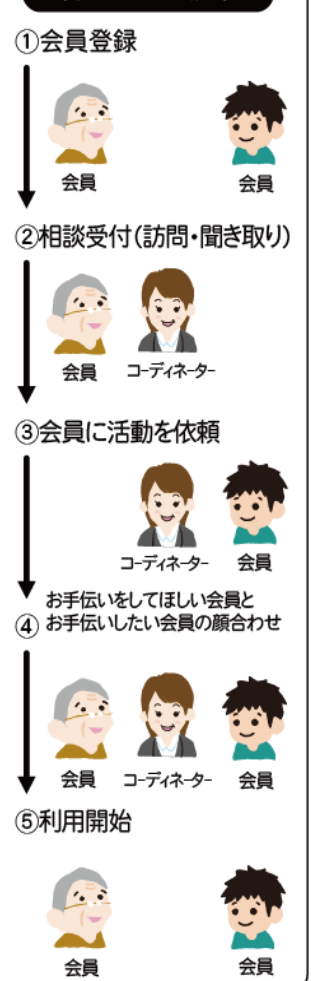 ①会員登録
会員
会員
②相談受付(訪問・聞き取り)
会員
コーディネーター
③会員に活動を依頼
コーディネーター
会員
お手伝いをしてほしい会員と
④お手伝いしたい会員の顔合わせ
会員
コーディネーター
会員
⑤利用開始
会員
会員